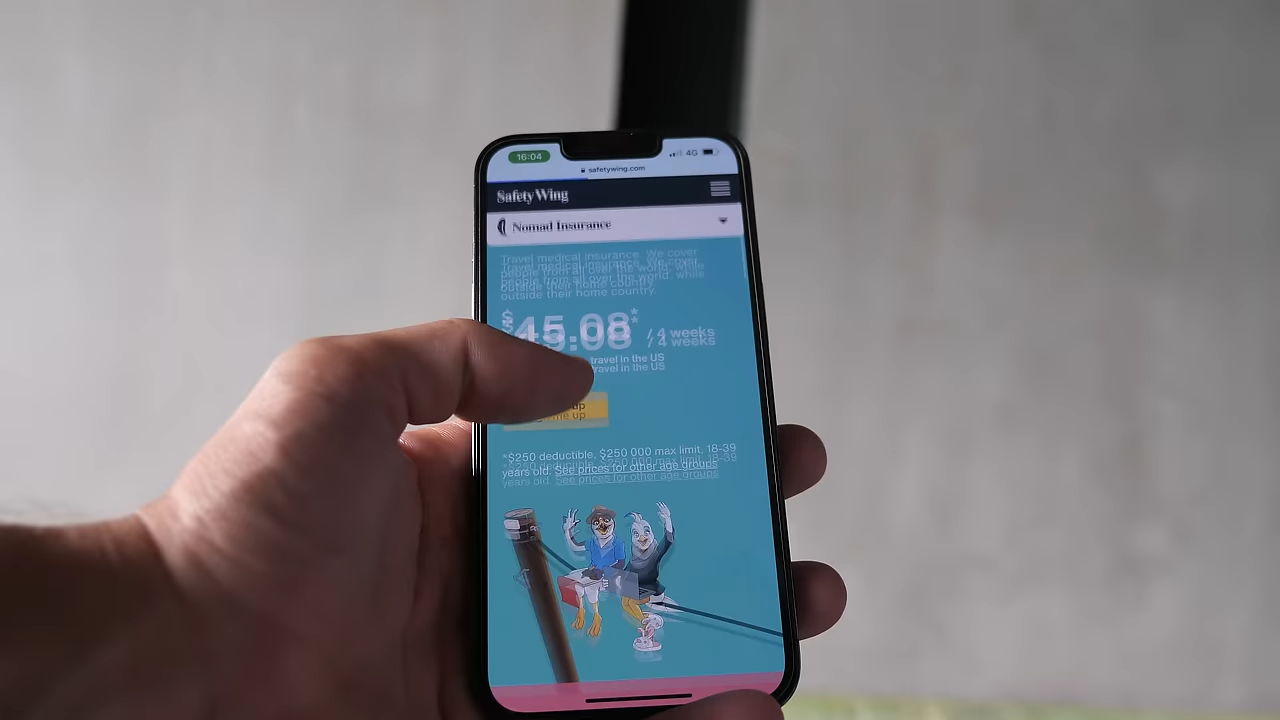 16:04
4G
safetywing.com
SafetyWing
Nomad Insurance
Travel medical insurance. We cover
people from all over the world, while
outside their home country.
$45.08* / 4 weeks
travel in the US
up
*$250 deductible, $250 000 max limit, 18-39
years old. See prices for other age groups